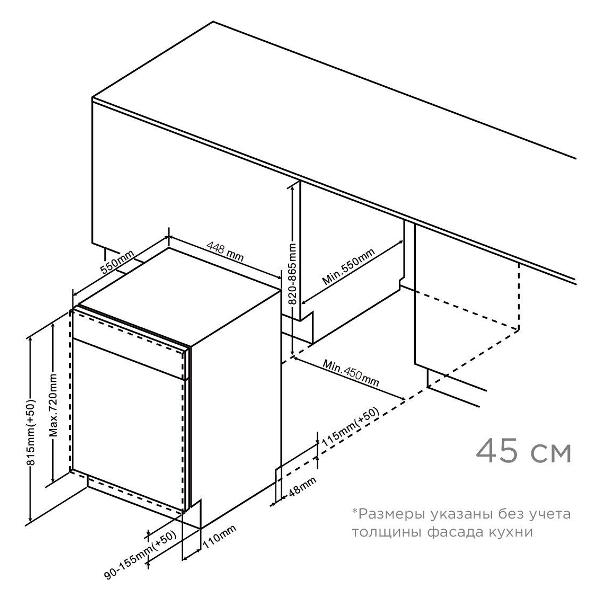 550mm
448 mm
820-865mm
Min.550mm
Min.450mm
815mm(+50)
Max.720mm
115mm(+50)
48mm
110mm
90-155mm(+50)
45 см
*Размеры указаны без учета
толщины фасада кухни